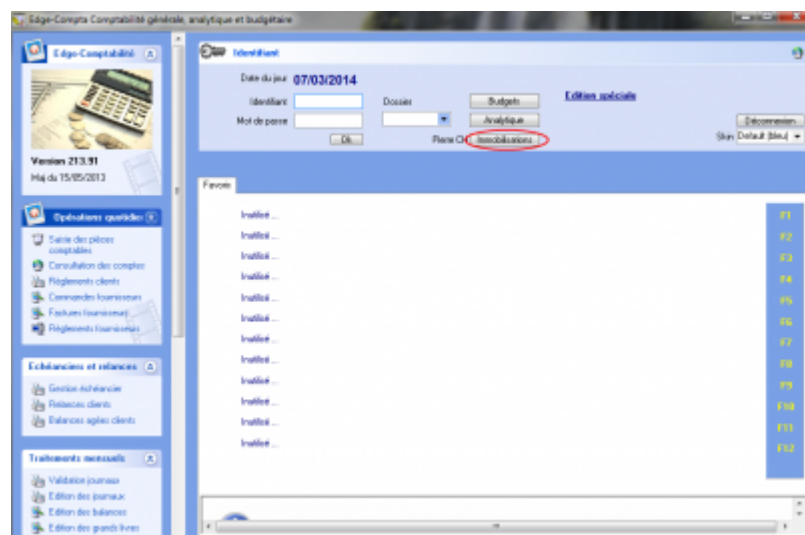 Edge-Compta Comptabilité générale, analytique et budgétaire
Edge-Comptabilité
Version 213.91
Maj du 15/05/2013
Opérations quotidie
Saisie des pièces
comptables
Consultation des comptes
Règlements clients
Commandes fournisseurs
Factures fournisseurs
Règlements fournisseurs
Echéanciers et relances
Gestion échéancier
Relances clients
Balances agées clients
Traitements mensuels
Validation journaux
Edition des journaux
Edition des balances
Edition des grands livres
Identifiant
Date du jour 07/03/2014
Identifiant
Dossier
Budgets
Edition spéciale
Mot de passe
Analytique
Déconnexion
Ok
Pierre
Immobilisations
Skin Default (bleu)
Favoris
Inutilisé ... F1
Inutilisé ... F2
Inutilisé ... F3
Inutilisé ... F4
Inutilisé ... F5
Inutilisé ... F6
Inutilisé ... F7
Inutilisé ... F8
Inutilisé ... F9
Inutilisé ... F10
Inutilisé ... F11
Inutilisé ... F12